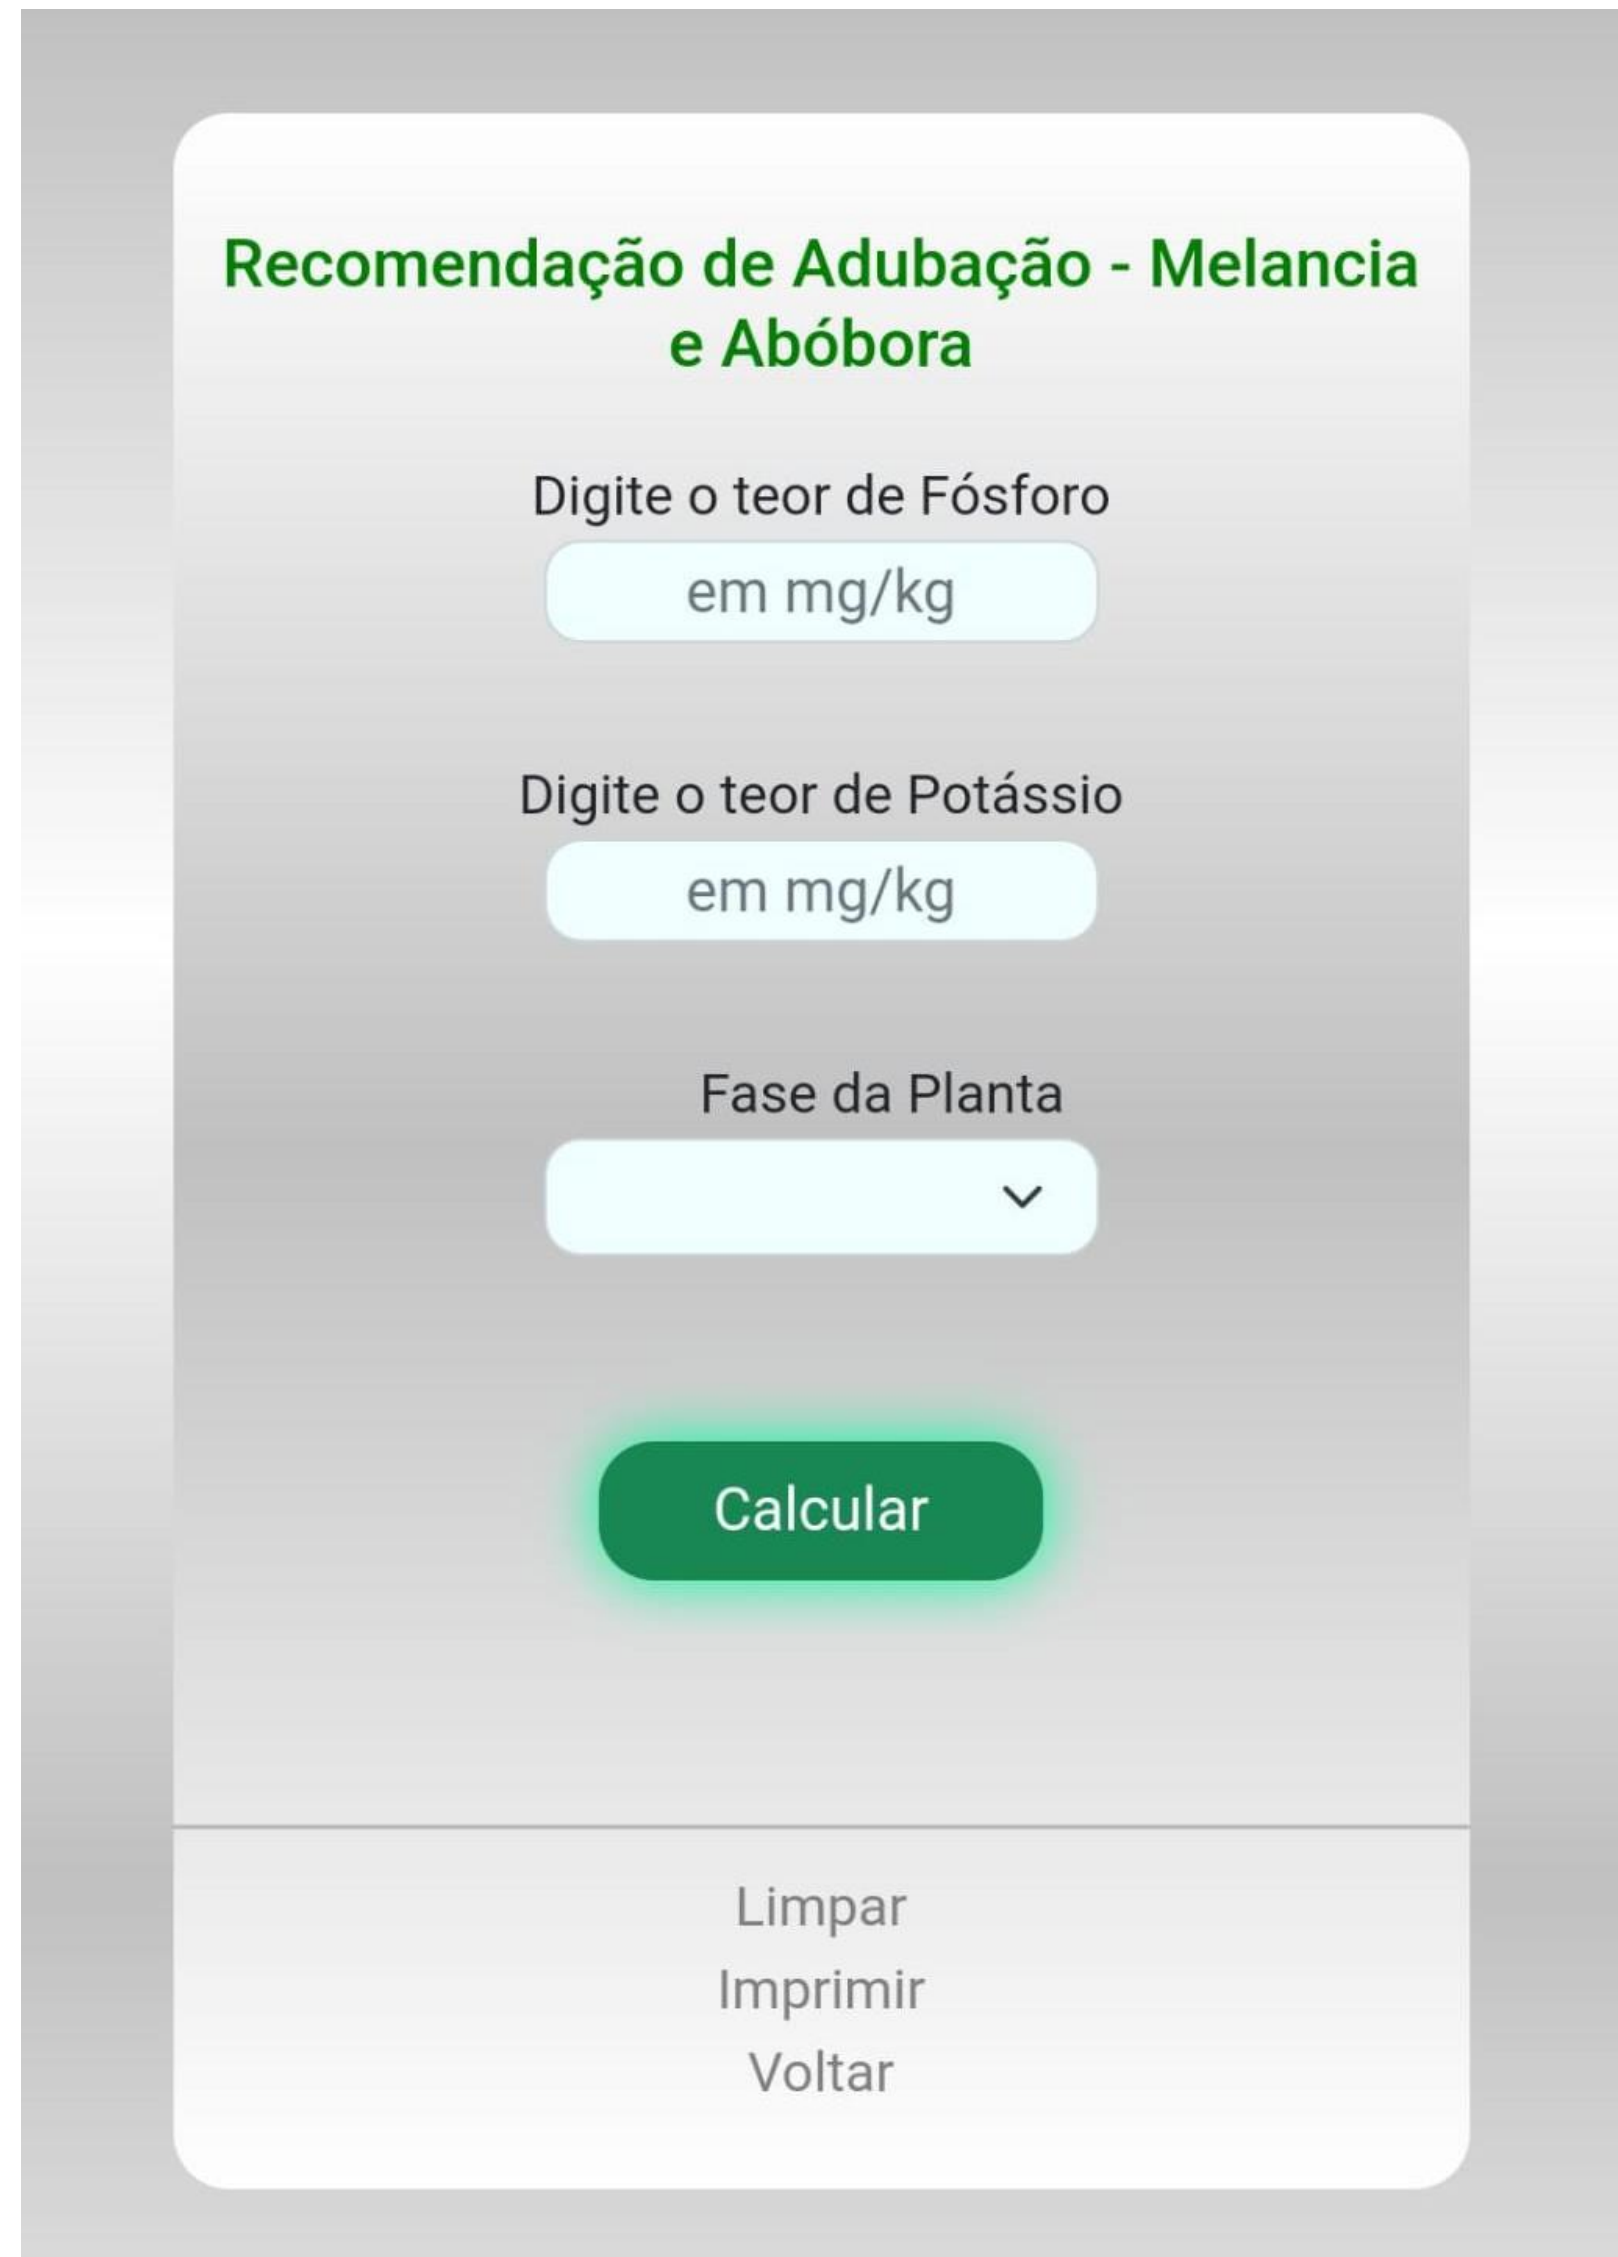 Recomendação de Adubação - Melancia
e Abóbora
Digite o teor de Fósforo
em mg/kg
Digite o teor de Potássio
em mg/kg
Fase da Planta
Calcular
Limpar
Imprimir
Voltar